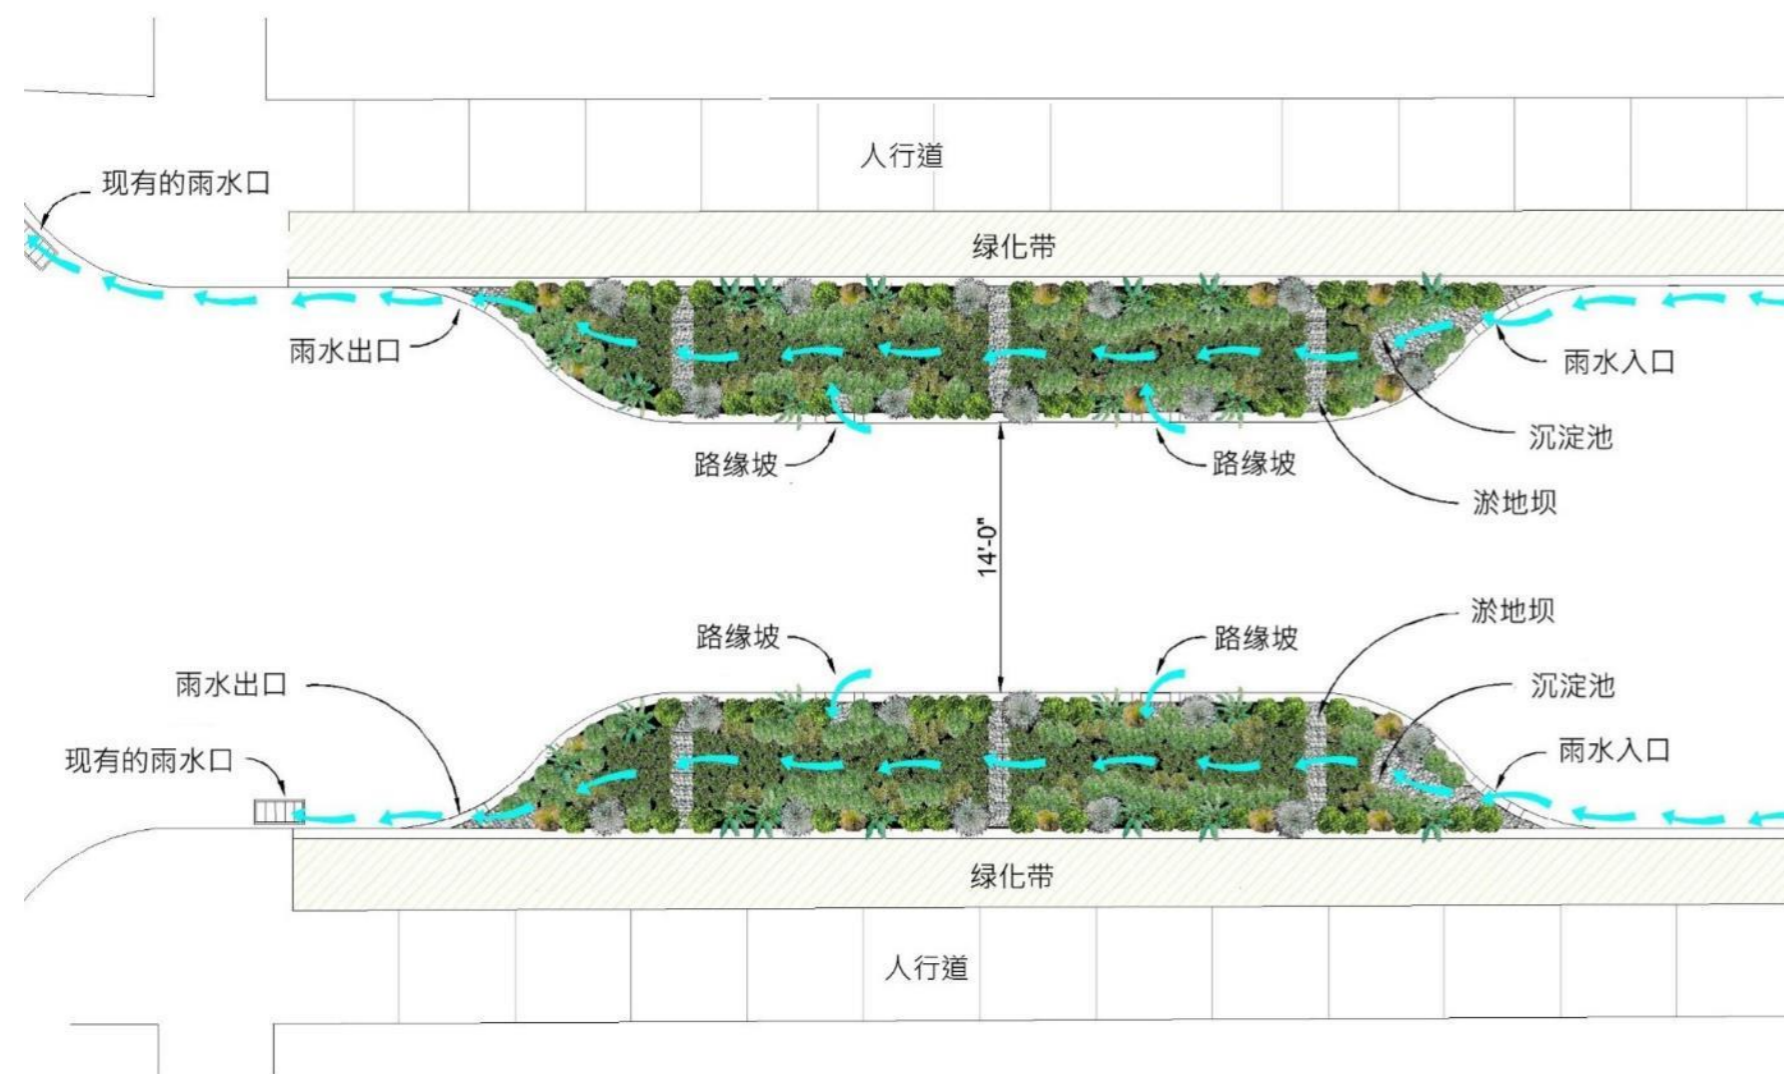 人行道
现有的雨水口
绿化带
雨水出口
雨水入口
沉淀池
路缘坡
路缘坡
淤地坝
14'-0"
淤地坝
路缘坡
路缘坡
雨水出口
沉淀池
现有的雨水口
雨水入口
绿化带
人行道